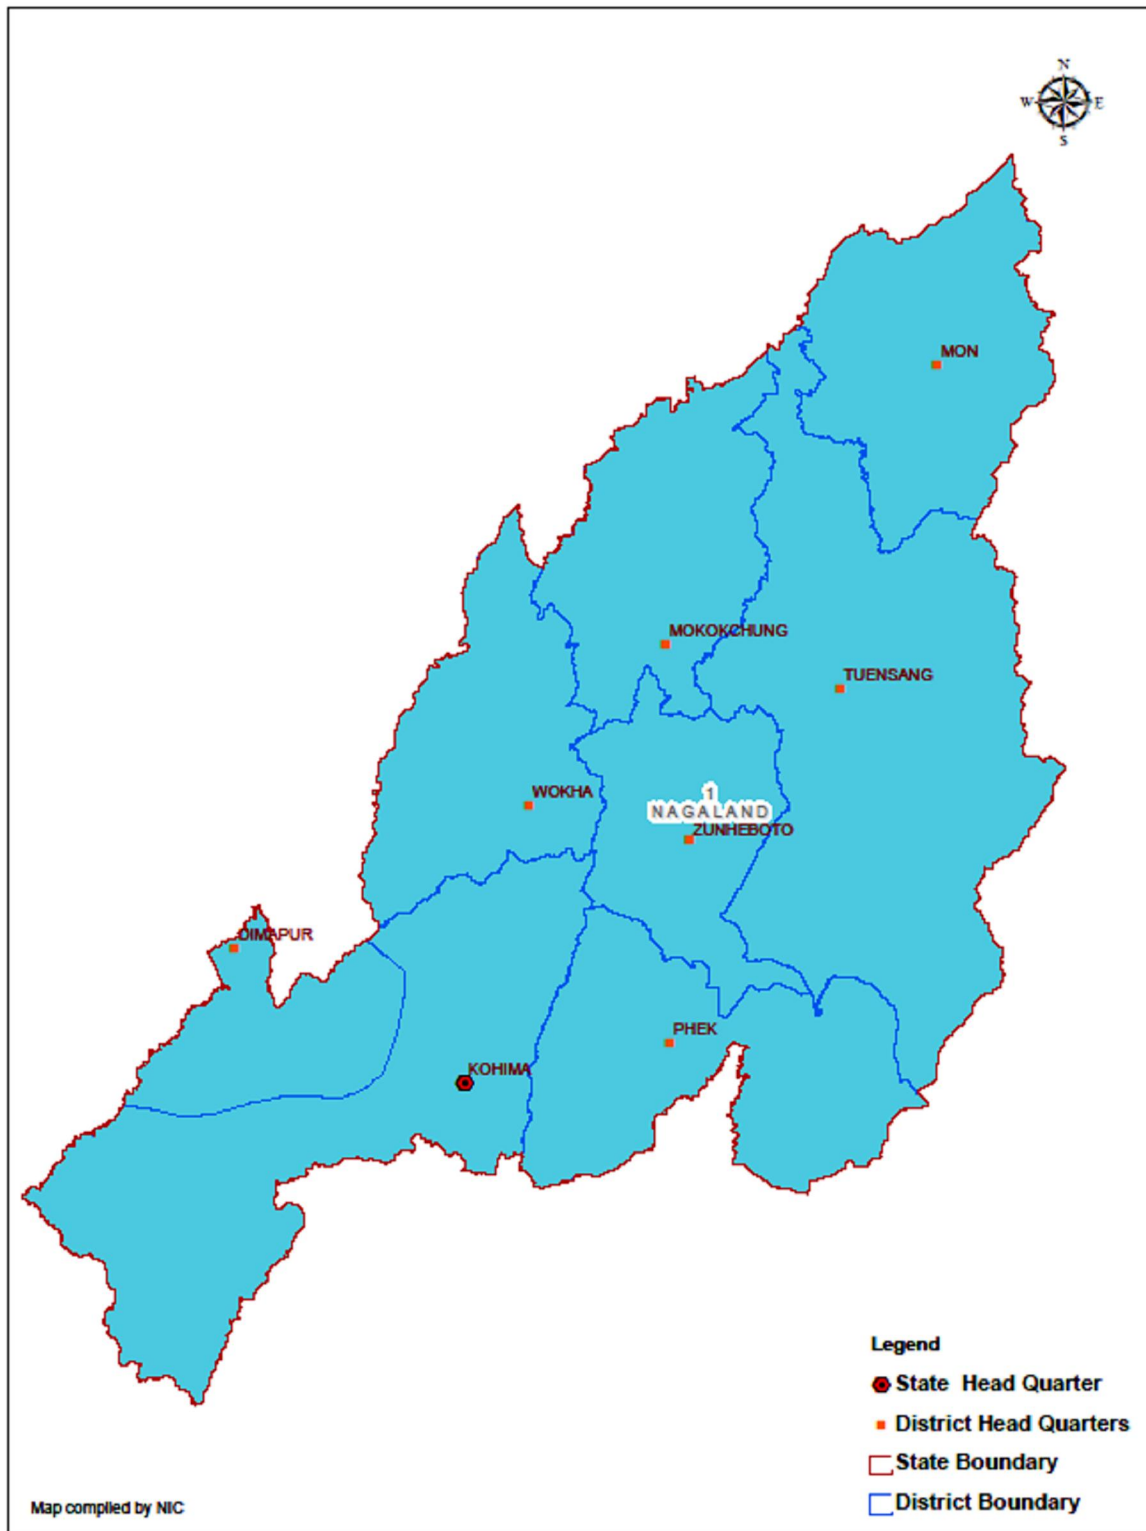 N
W E
S
MON
MOKOKCHUNG
TUENSANG
1
WOKHA
NAGALAND
ZUNHEBOTO
DIMAPUR
PHEK
KOHIMA
Legend
State Head Quarter
District Head Quarters
State Boundary
District Boundary
Map compiled by NIC